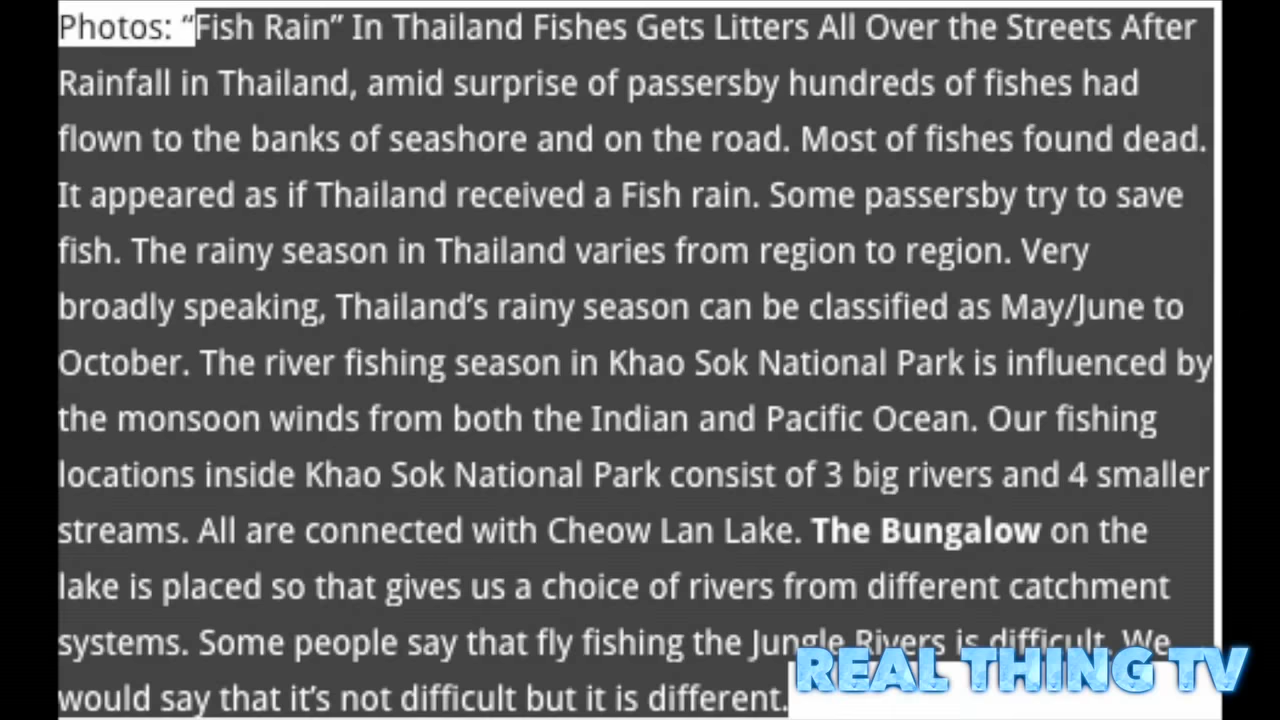 Photos: “Fish Rain” In Thailand Fishes Gets Litters All Over the Streets After
Rainfall in Thailand, amid surprise of passersby hundreds of fishes had
flown to the banks of seashore and on the road. Most of fishes found dead.
It appeared as if Thailand received a Fish rain. Some passersby try to save
fish. The rainy season in Thailand varies from region to region. Very
broadly speaking, Thailand’s rainy season can be classified as May/June to
October. The river fishing season in Khao Sok National Park is influenced by
the monsoon winds from both the Indian and Pacific Ocean. Our fishing
locations inside Khao Sok National Park consist of 3 big rivers and 4 smaller
streams. All are connected with Cheow Lan Lake. The Bungalow on the
lake is placed so that gives us a choice of rivers from different catchment
systems. Some people say that fly fishing the Jungle Rivers is difficult. We
would say that it’s not difficult but it is different.
REAL THING TV